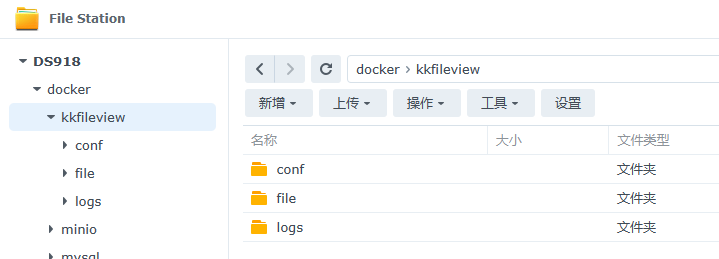 File Station
DS918
docker
kkfileview
conf
file
logs
minio
mysql
docker > kkfileview
新增 上传 操作 工具 设置
名称 大小 文件类型
conf 文件夹
file 文件夹
logs 文件夹